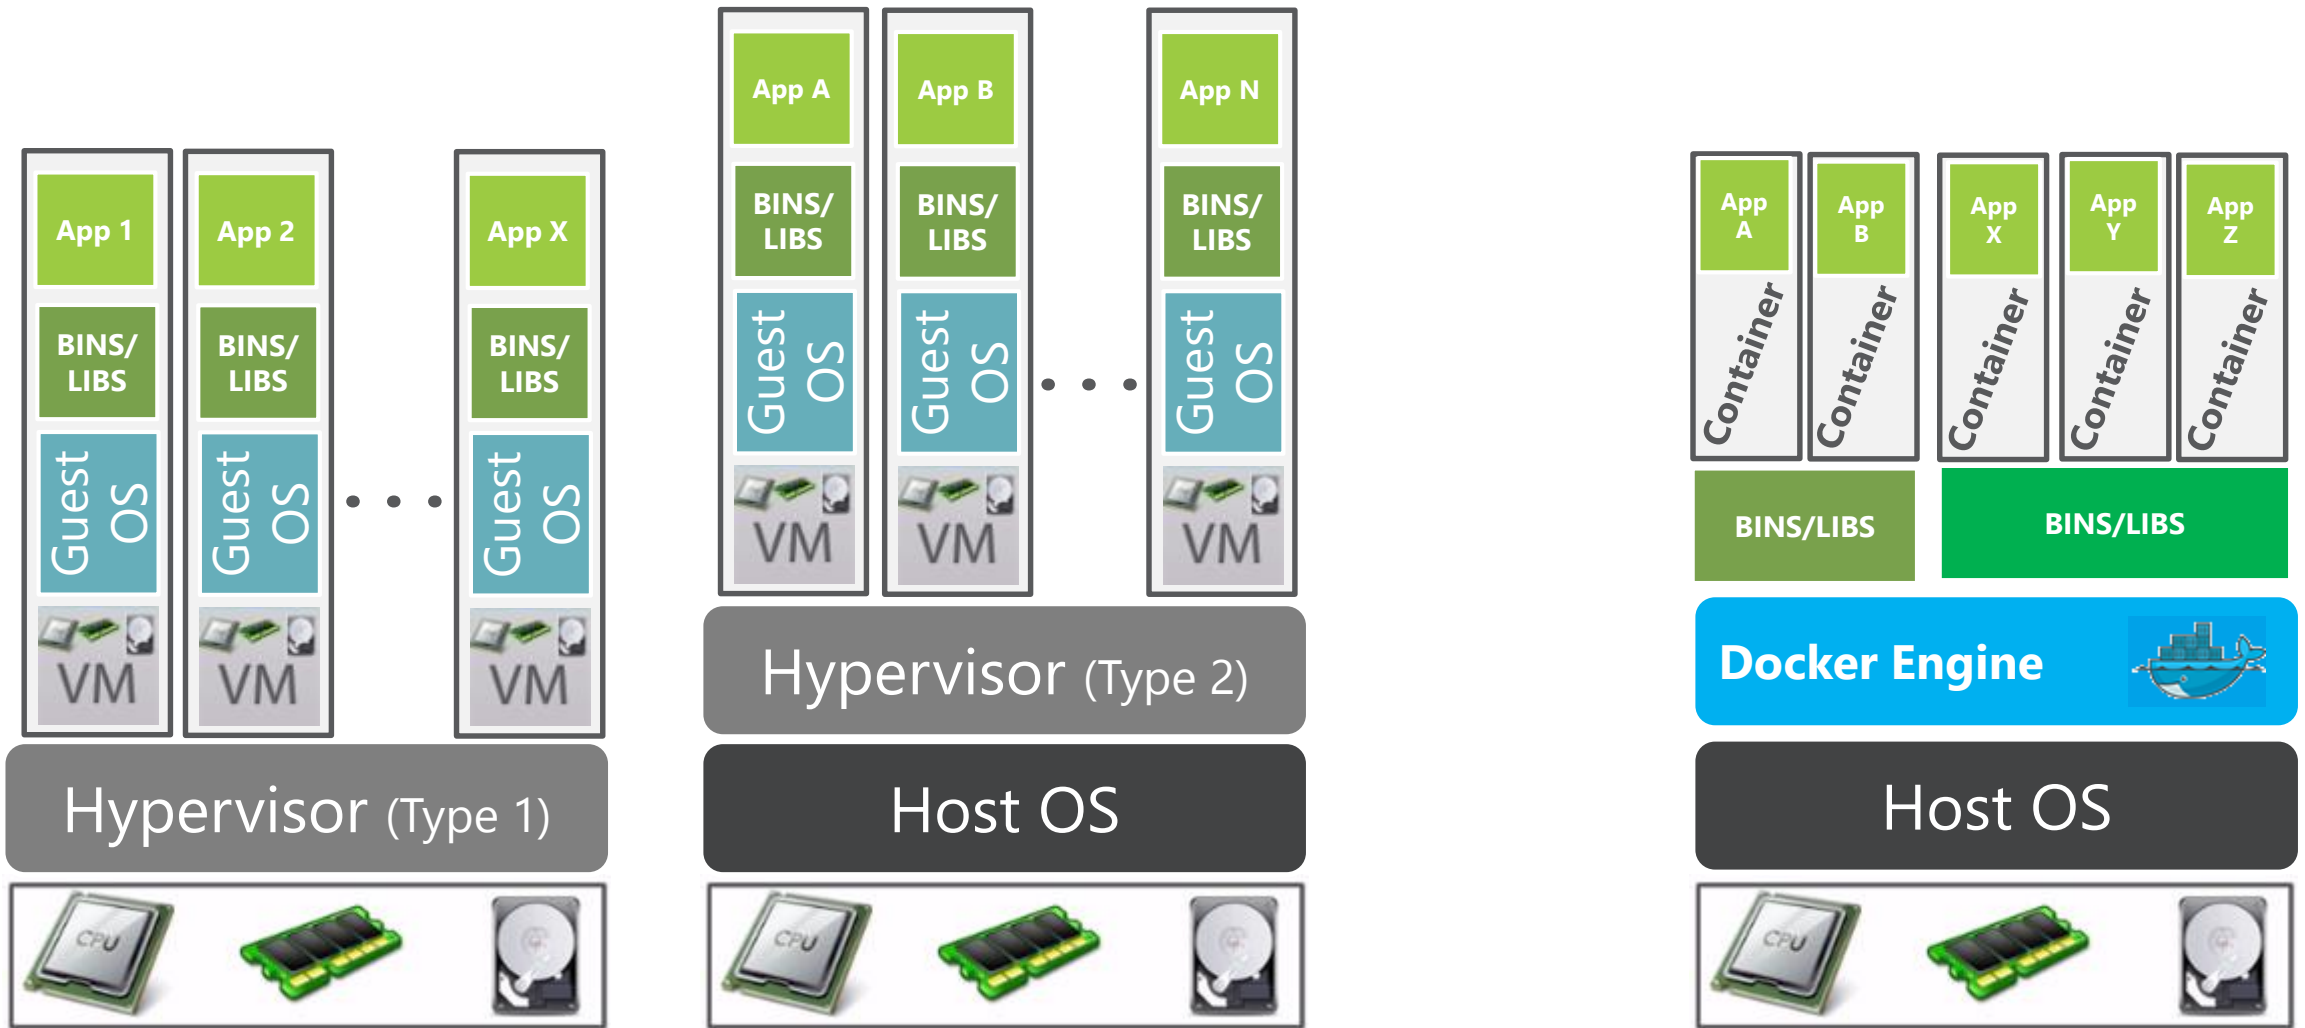 App 1
BINS/
LIBS
Guest
OS
VM
App 2
BINS/
LIBS
Guest
OS
VM
App X
BINS/
LIBS
Guest
OS
VM
Hypervisor (Type 1)
CPU
App A
BINS/
LIBS
Guest
OS
VM
App B
BINS/
LIBS
Guest
OS
VM
App N
BINS/
LIBS
Guest
OS
VM
Hypervisor (Type 2)
Host OS
CPU
App
A
Container
App
B
Container
App
X
Container
App
Y
Container
App
Z
Container
BINS/LIBS
BINS/LIBS
Docker Engine
Host OS
CPU